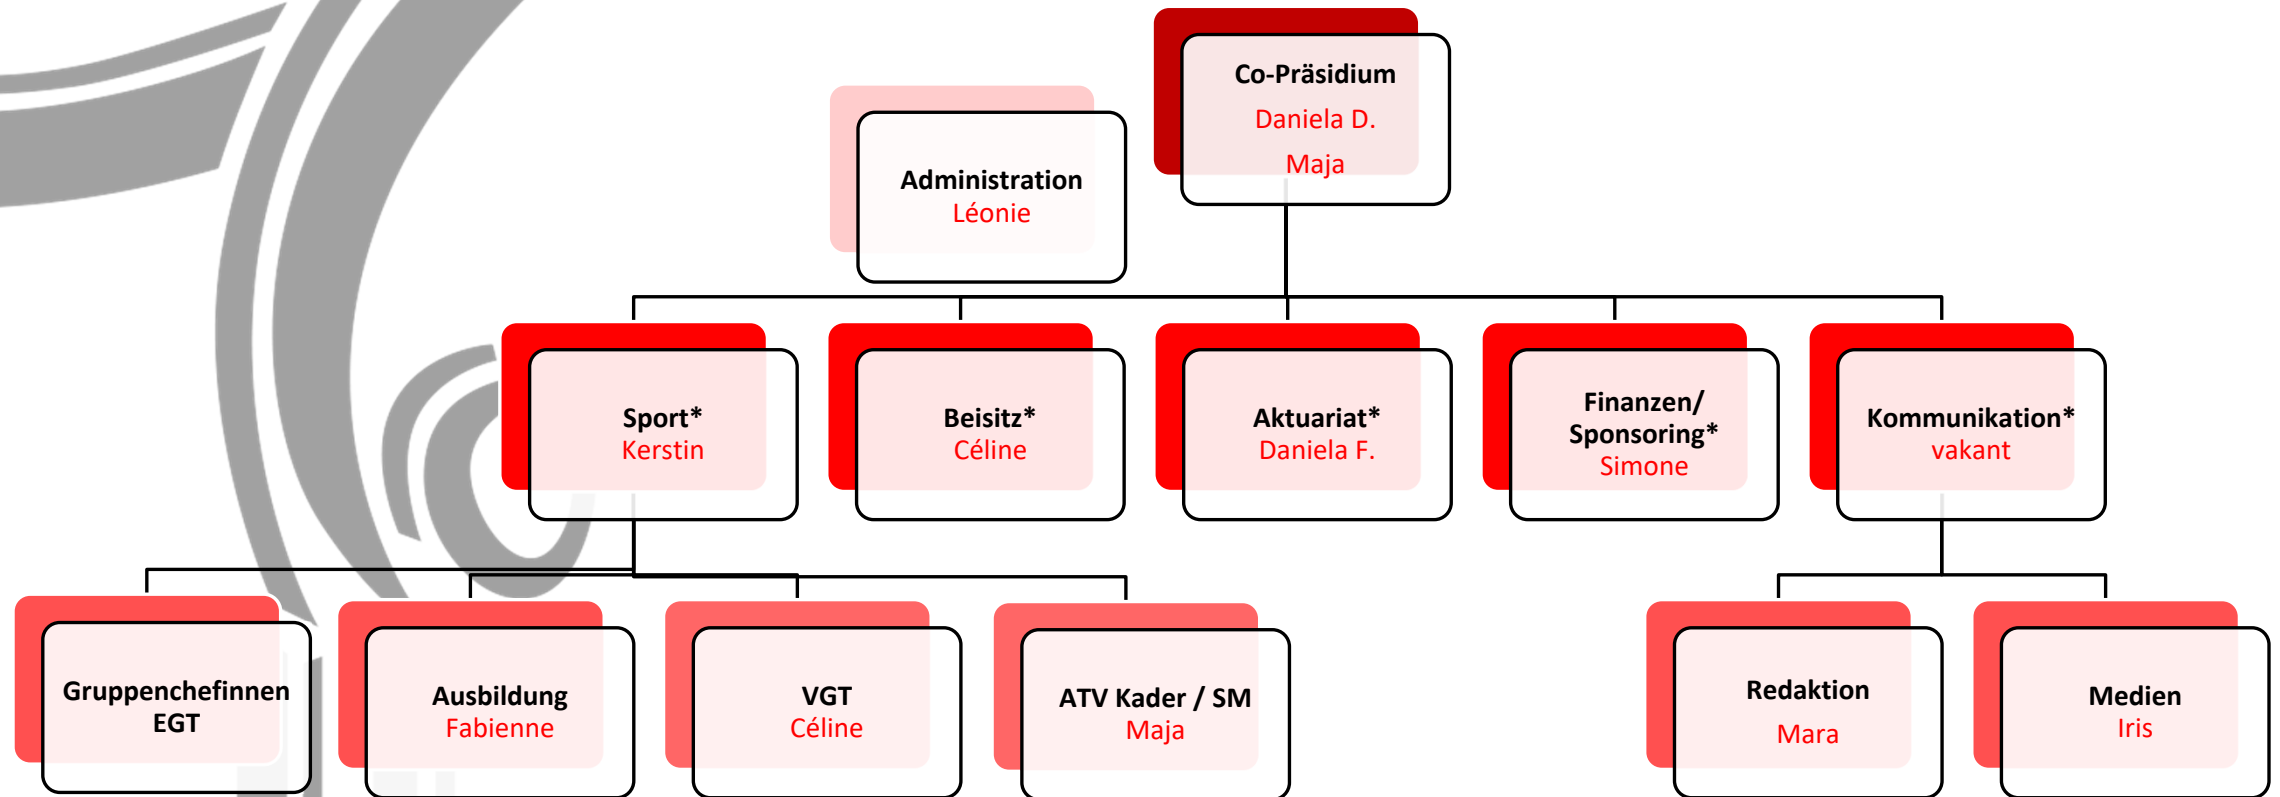 Co-Präsidium
Daniela D.
Maja
Administration
Léonie
Sport*
Kerstin
Beisitz*
Céline
Aktuariat*
Daniela F.
Finanzen/
Sponsoring*
Simone
Kommunikation*
vakant
Gruppenchefinnen
EGT
Ausbildung
Fabienne
VGT
Céline
ATV Kader / SM
Maja
Redaktion
Mara
Medien
Iris